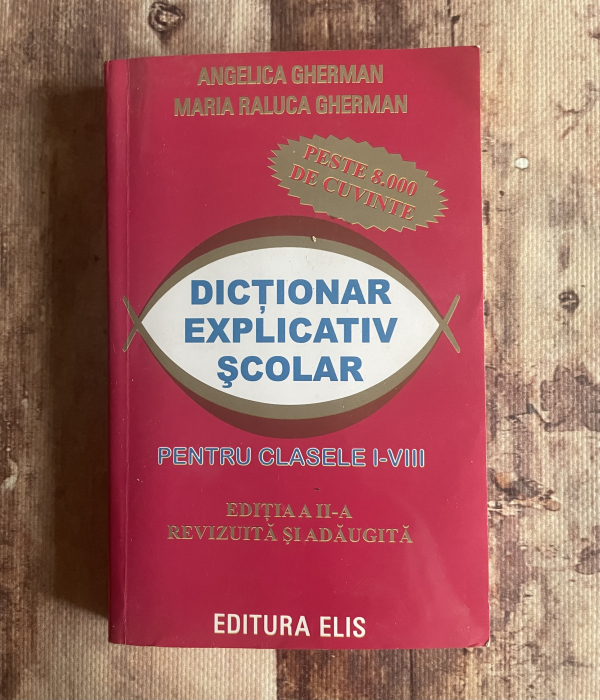 ANGELICA GHERMAN
MARIA RALUCA GHERMAN
PESTE 8.000
DE CUVINTE
DICȚIONAR
EXPLICATIV
ŞCOLAR
PENTRU CLASELE I-VIII
EDIȚIA A II-A
REVIZUITĂ ŞI ADĂUGITĂ
EDITURA ELIS